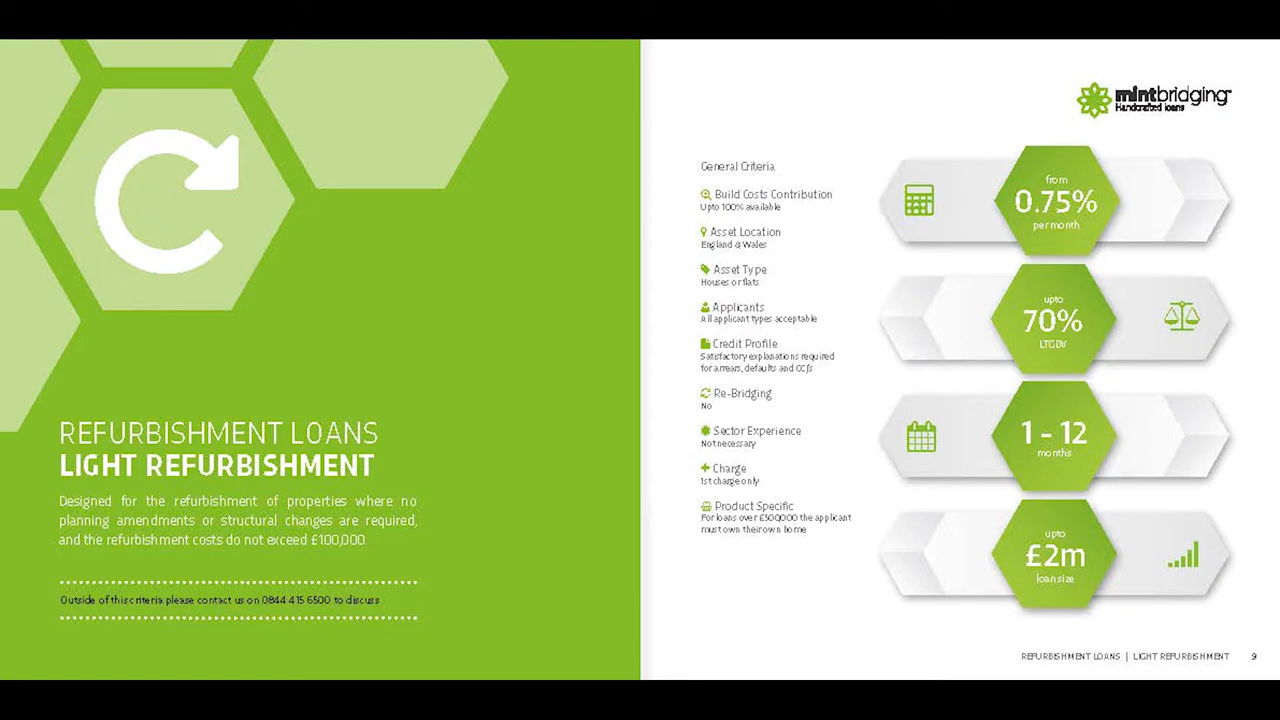 REFURBISHMENT LOANS
LIGHT REFURBISHMENT
Designed for the refurbishment of properties where no
planning amendments or structural changes are required,
and the refurbishment costs do not exceed £100,000.
Outside of this criteria please contact us on 0844 415 6500 to discuss
mintbridging
Handcrafted loans
General Criteria
Build Costs Contribution
Upto 100% available
Asset Location
England & Wales
Asset Type
Houses or flats
Applicants
All applicant types acceptable
Credit Profile
Satisfactory explanations required
for arrears, defaults and CCJs
Re-Bridging
No
Sector Experience
Not necessary
Charge
1st charge only
Product Specific
For loans over £500,000 the applicant
must own their own home
from
0.75%
per month
upto
70%
LTGDV
1 - 12
months
upto
£2m
loan size
REFURBISHMENT LOANS | LIGHT REFURBISHMENT 9